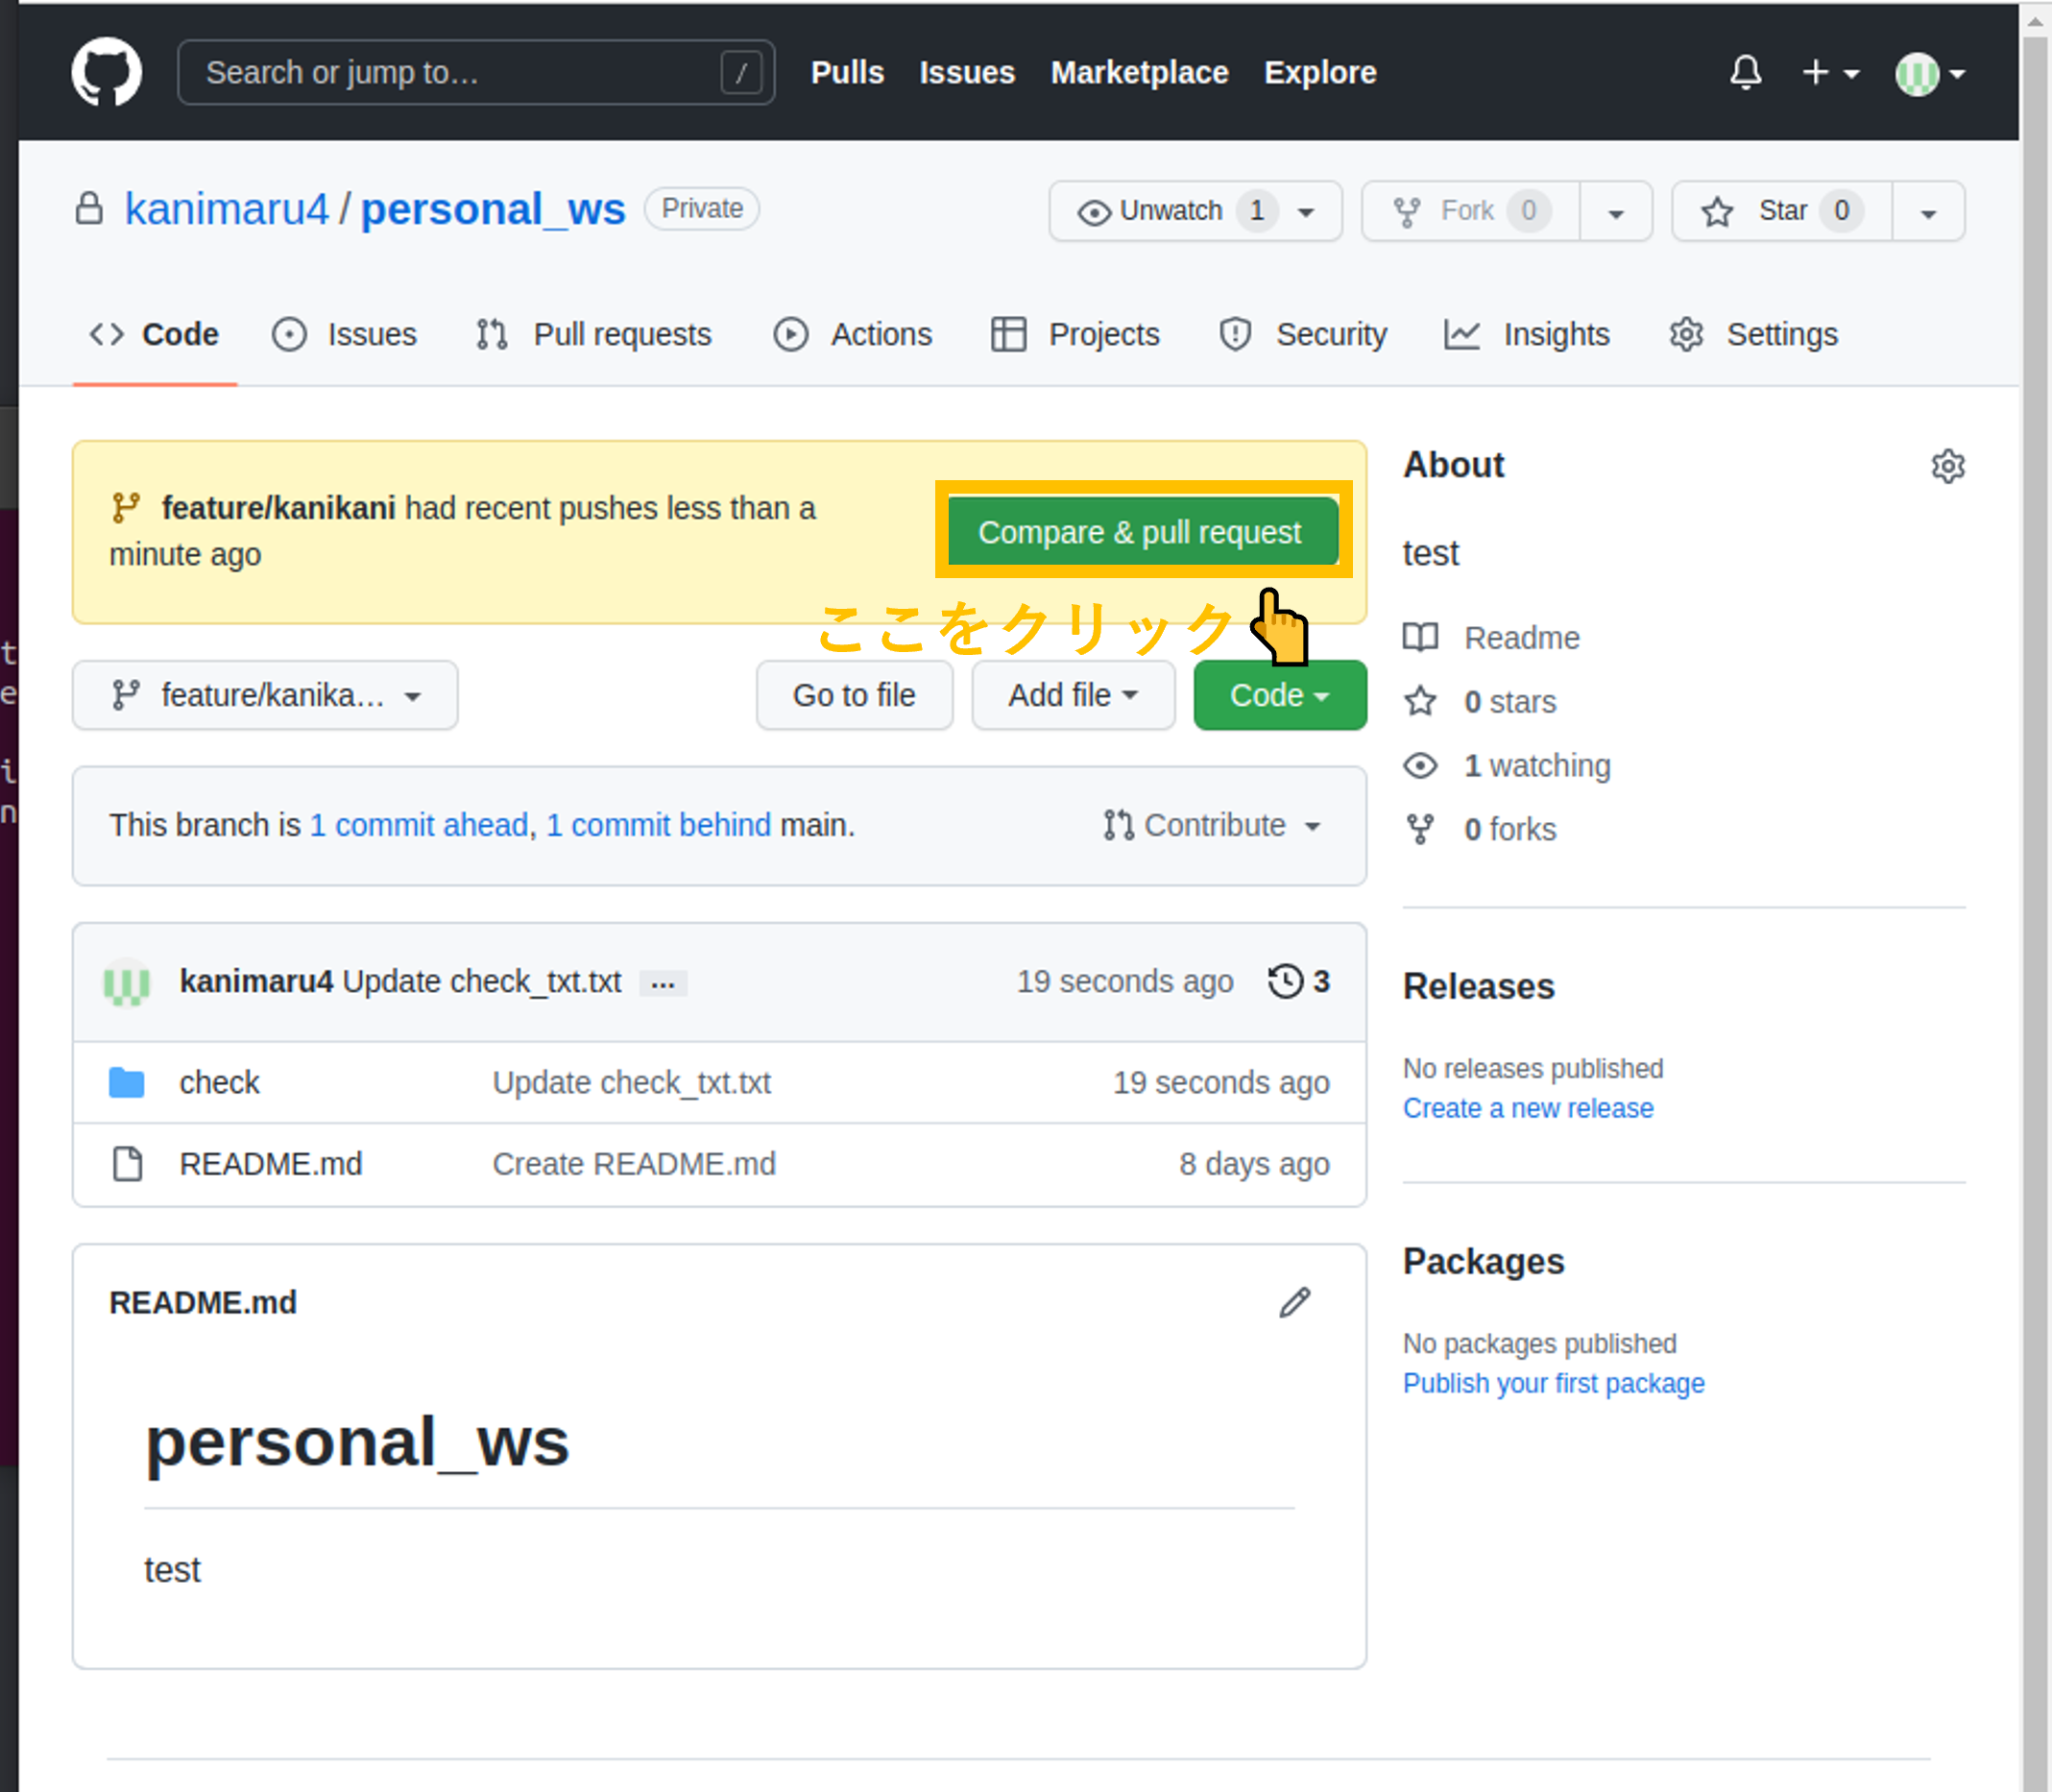 Search or jump to… / Pulls Issues Marketplace Explore
kanimaru4 / personal_ws Private Unwatch 1 Fork 0 Star 0
Code Issues Pull requests Actions Projects Security Insights Settings
feature/kanikani had recent pushes less than a
minute ago
Compare & pull request
ここをクリック
feature/kanika… Go to file Add file Code
This branch is 1 commit ahead, 1 commit behind main. Contribute
kanimaru4 Update check_txt.txt … 19 seconds ago 3
check Update check_txt.txt 19 seconds ago
README.md Create README.md 8 days ago
README.md
personal_ws
test
About
test
Readme
0 stars
1 watching
0 forks
Releases
No releases published
Create a new release
Packages
No packages published
Publish your first package
t
e
i
n